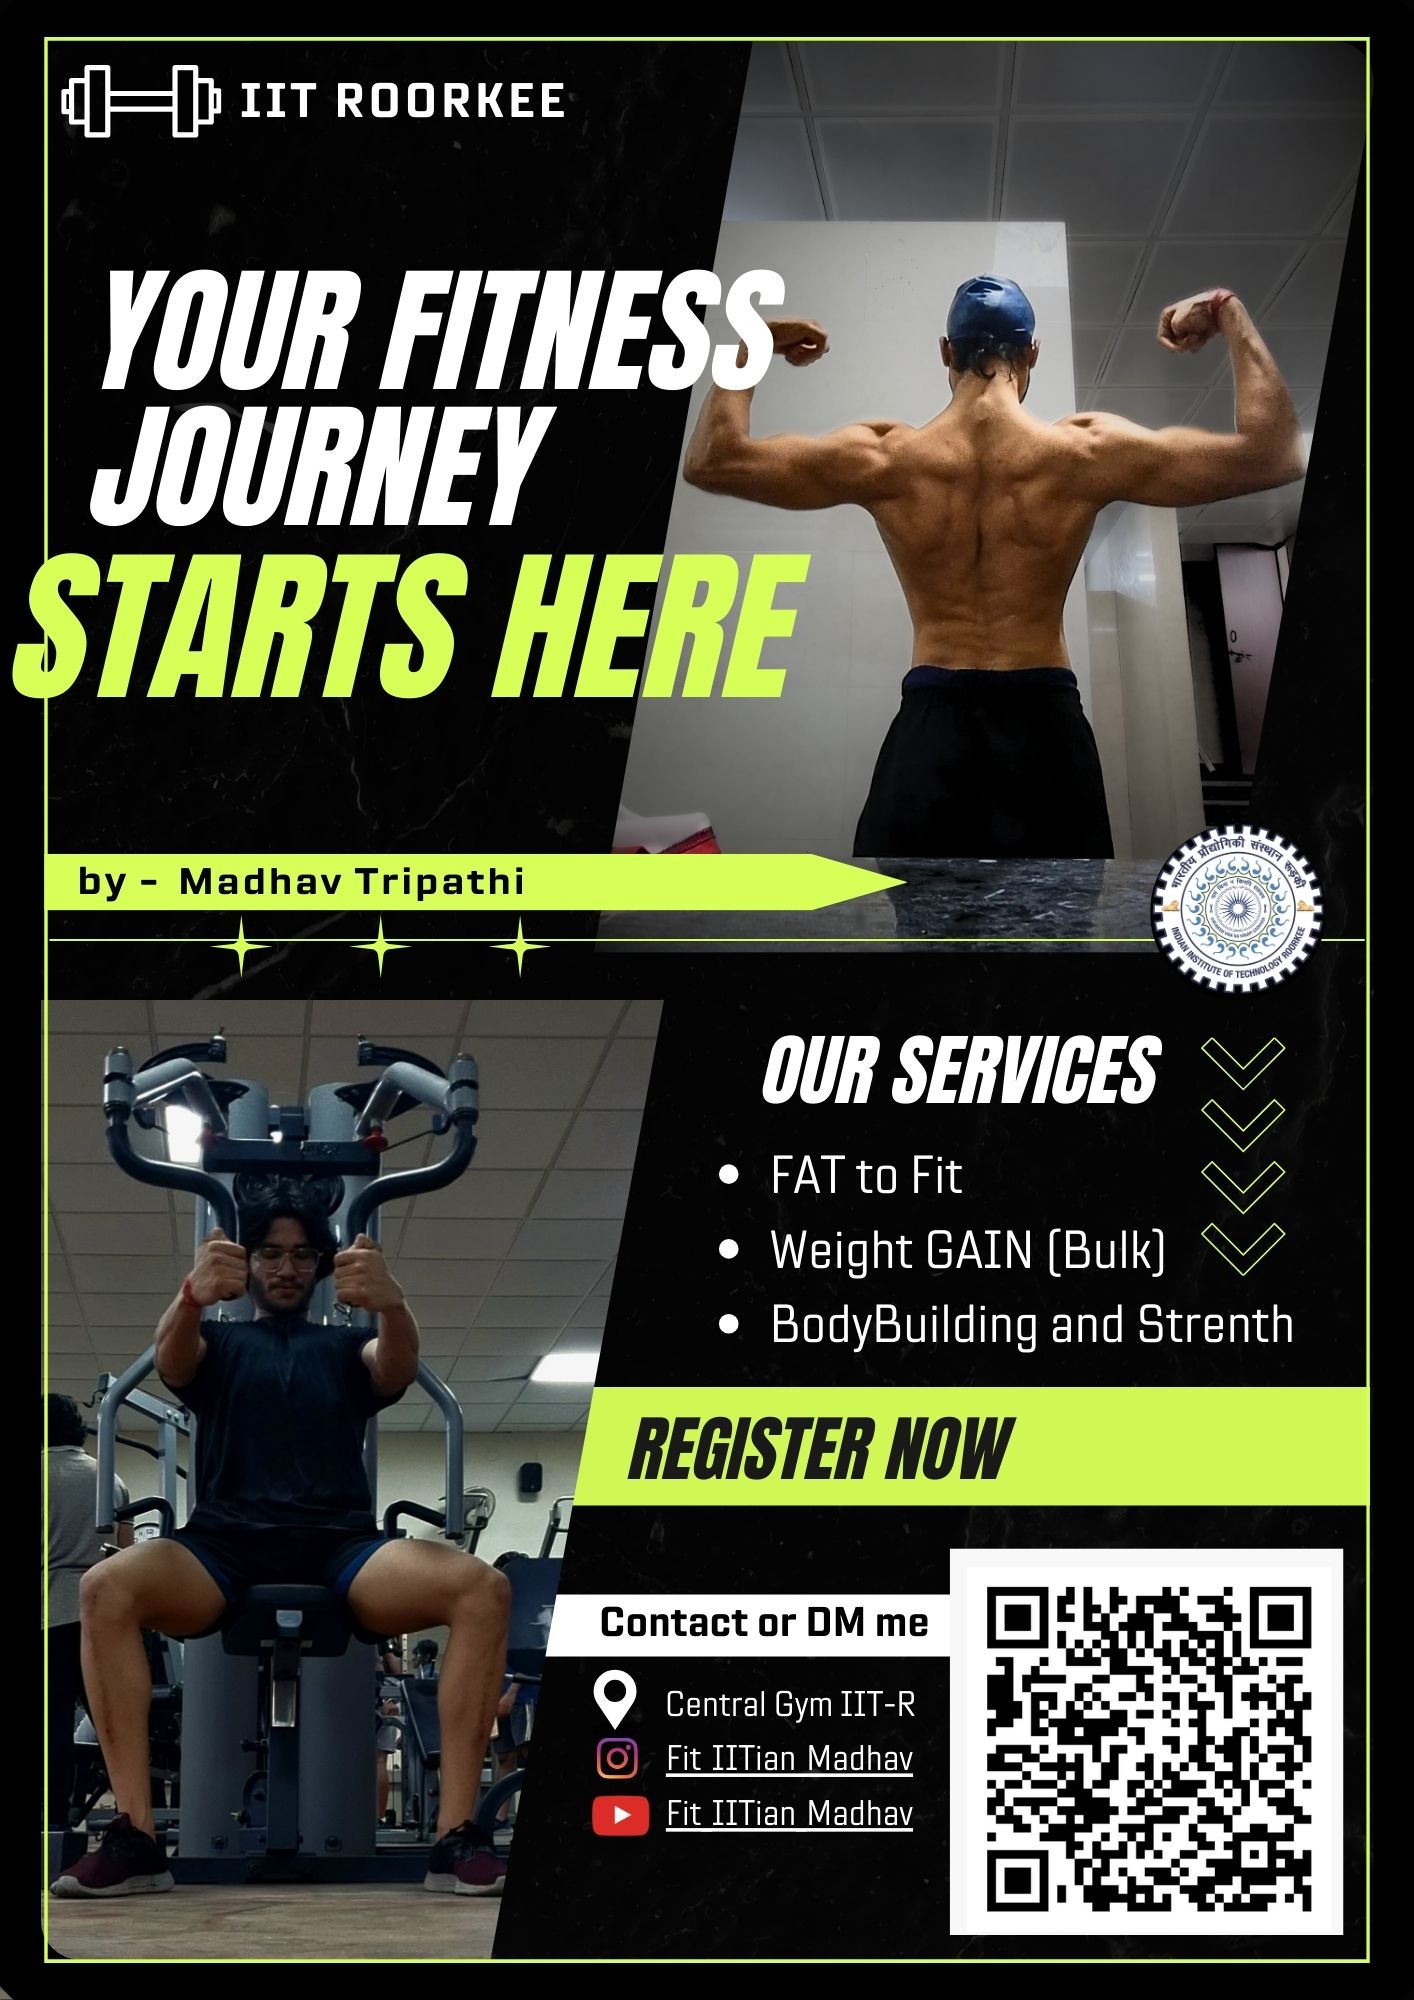 IIT ROORKEE
YOUR FITNESS
JOURNEY
STARTS HERE
by - Madhav Tripathi
भारतीय प्रौद्योगिकी संस्थान रूड़की
INDIAN INSTITUTE OF TECHNOLOGY ROORKEE
OUR SERVICES
FAT to Fit
Weight GAIN (Bulk)
BodyBuilding and Strenth
REGISTER NOW
Contact or DM me
Central Gym IIT-R
Fit IITian Madhav
Fit IITian Madhav